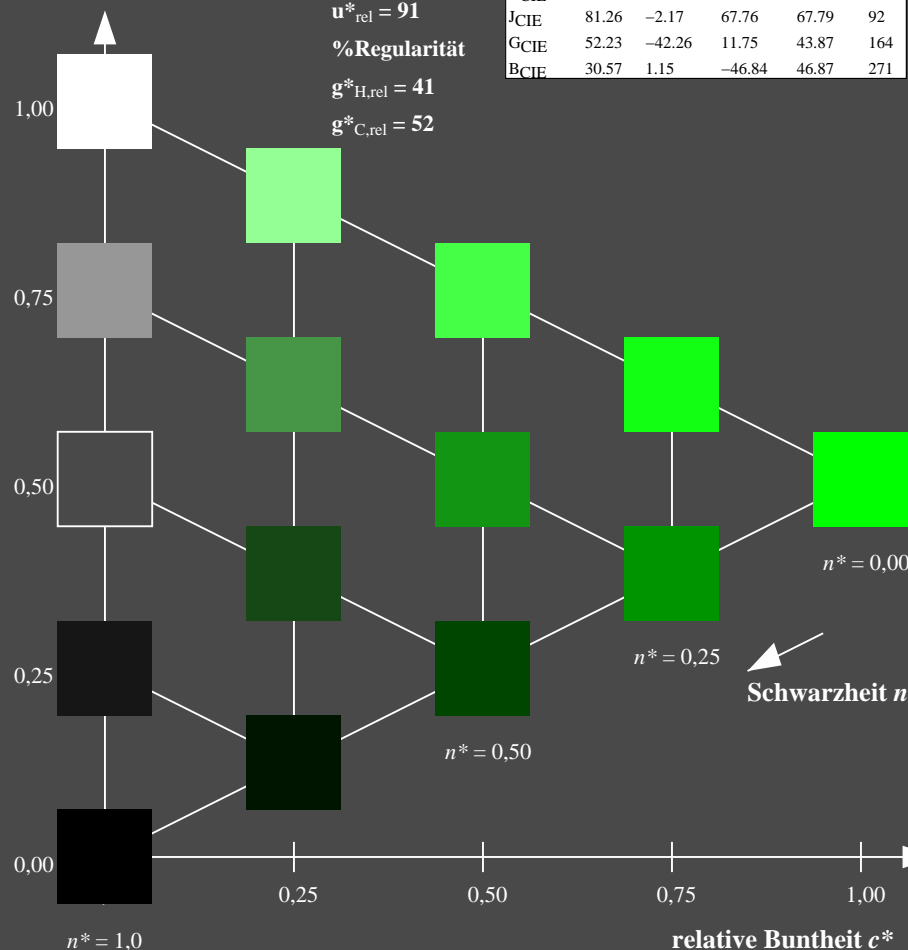 u*rel = 91
%Regularität
g*H,rel = 41
g*C,rel = 52
JCIE 81.26 −2.17 67.76 67.79 92
GCIE 52.23 −42.26 11.75 43.87 164
BCIE 30.57 1.15 −46.84 46.87 271
1,00
0,75
0,50
n* = 0,00
n* = 0,25
0,25
Schwarzheit n
n* = 0,50
0,00
0,25 0,50 0,75 1,00
n* = 1,0
relative Buntheit c*